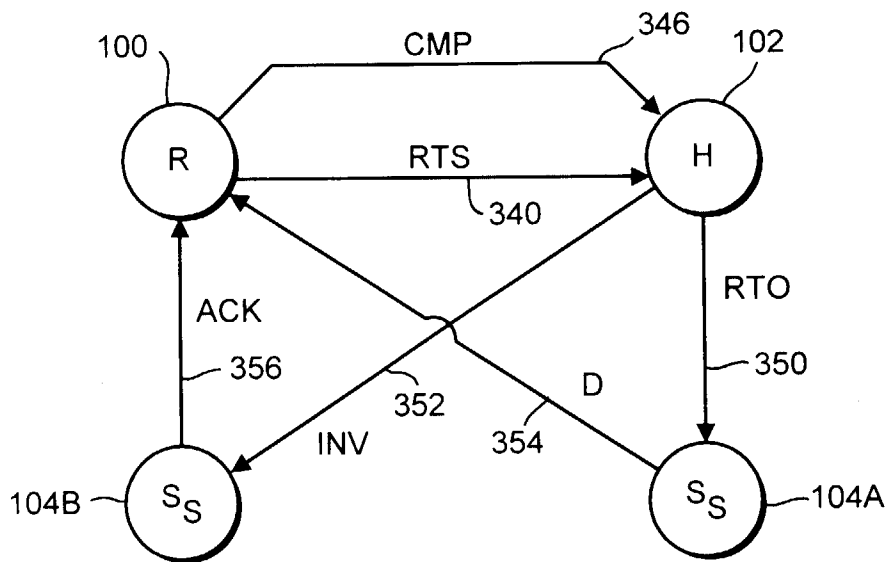 CMP
346
100
102
R
RTS
H
340
RTO
ACK
356
350
352
D
INV
354
104B
S_S
S_S
104A